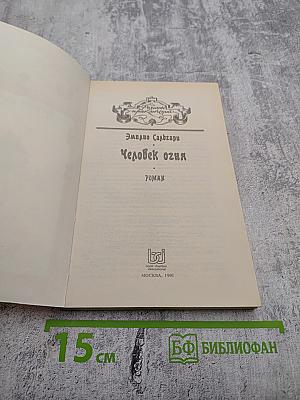 Эмилио Сальгари
Человек огня
РОМАН
МОСКВА, 1991
15 см
БФ БИБЛИОФАН